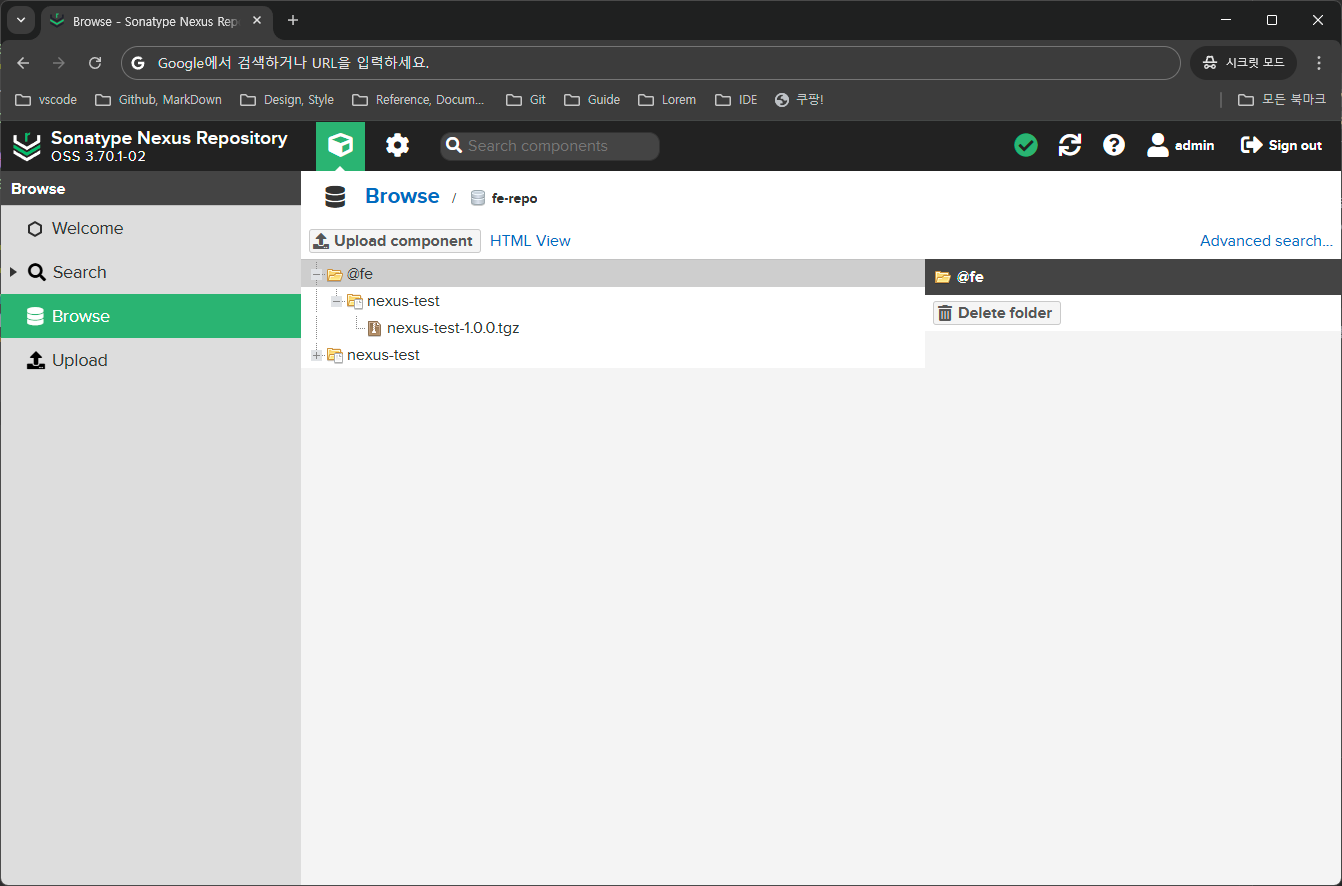 Browse - Sonatype Nexus Rep
Google에서 검색하거나 URL을 입력하세요.
시크릿 모드
vscode Github, MarkDown Design, Style Reference, Docum... Git Guide Lorem IDE 쿠팡! 모든 북마크
Sonatype Nexus Repository
OSS 3.70.1-02
Search components
admin Sign out
Browse
Welcome
Search
Browse
Upload
Browse / fe-repo
Upload component HTML View Advanced search...
@fe
nexus-test
nexus-test-1.0.0.tgz
nexus-test
@fe
Delete folder